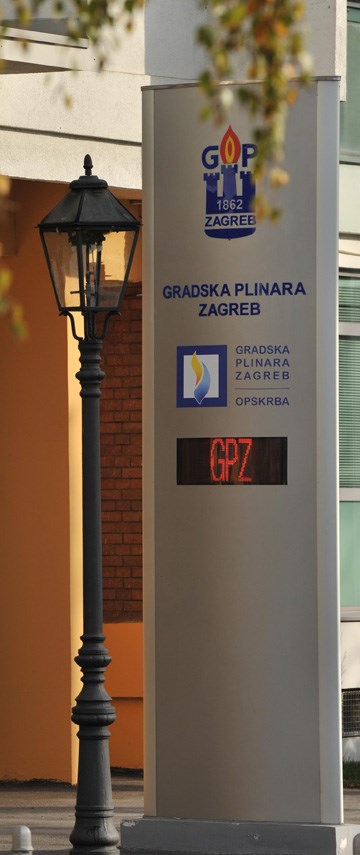 GP
1862
ZAGREB
GRADSKA PLINARA
ZAGREB
GRADSKA
PLINARA
ZAGREB
OPSKRBA
GPZ